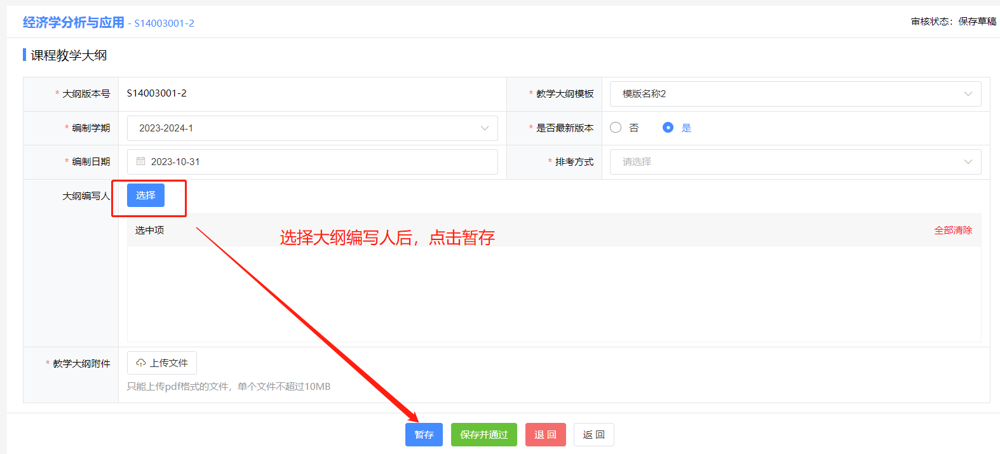 经济学分析与应用 - S14003001-2
审核状态：保存草稿
课程教学大纲
* 大纲版本号 S14003001-2 * 教学大纲模板 模版名称2
* 编制学期 2023-2024-1 * 是否最新版本 否 是
* 编制日期 2023-10-31 * 排考方式 请选择
大纲编写人 选择
选中项 全部清除
选择大纲编写人后，点击暂存
* 教学大纲附件 上传文件
只能上传pdf格式的文件，单个文件不超过10MB
暂存 保存并通过 退 回 返 回